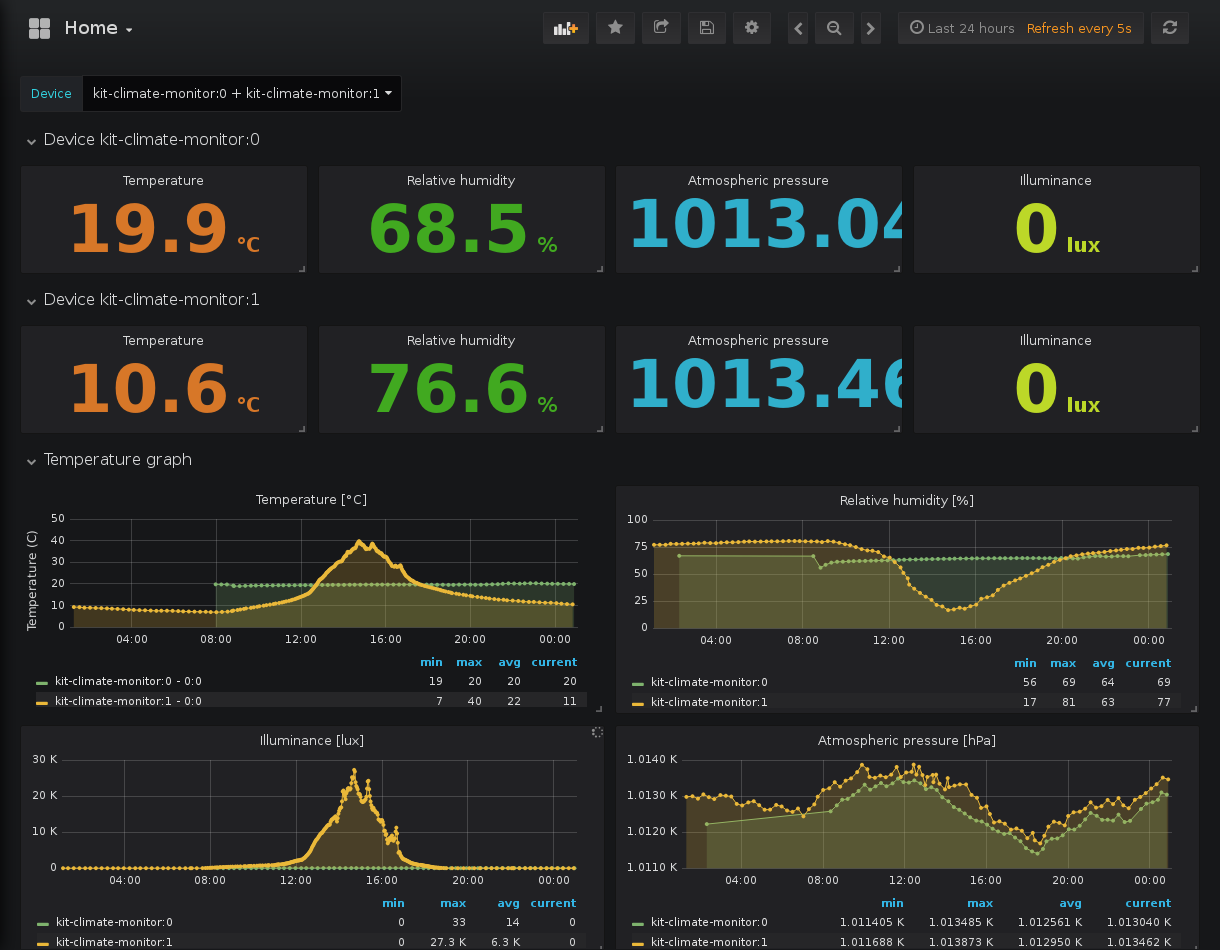 Home
Last 24 hours Refresh every 5s
Device kit-climate-monitor:0 + kit-climate-monitor:1
Device kit-climate-monitor:0
Temperature Relative humidity Atmospheric pressure Illuminance
19.9 °C 68.5 % 1013.04 0 lux
Device kit-climate-monitor:1
Temperature Relative humidity Atmospheric pressure Illuminance
10.6 °C 76.6 % 1013.46 0 lux
Temperature graph
Temperature [°C]
Temperature (C)
50
40
30
20
10
0
04:00 08:00 12:00 16:00 20:00 00:00
min max avg current
kit-climate-monitor:0 - 0:0 19 20 20 20
kit-climate-monitor:1 - 0:0 7 40 22 11
Relative humidity [%]
100
75
50
25
0
04:00 08:00 12:00 16:00 20:00 00:00
min max avg current
kit-climate-monitor:0 56 69 64 69
kit-climate-monitor:1 17 81 63 77
Illuminance [lux]
30 K
20 K
10 K
0
04:00 08:00 12:00 16:00 20:00 00:00
min max avg current
kit-climate-monitor:0 0 33 14 0
kit-climate-monitor:1 0 27.3 K 6.3 K 0
Atmospheric pressure [hPa]
1.0140 K
1.0130 K
1.0120 K
1.0110 K
04:00 08:00 12:00 16:00 20:00 00:00
min max avg current
kit-climate-monitor:0 1.011405 K 1.013485 K 1.012561 K 1.013040 K
kit-climate-monitor:1 1.011688 K 1.013873 K 1.012950 K 1.013462 K